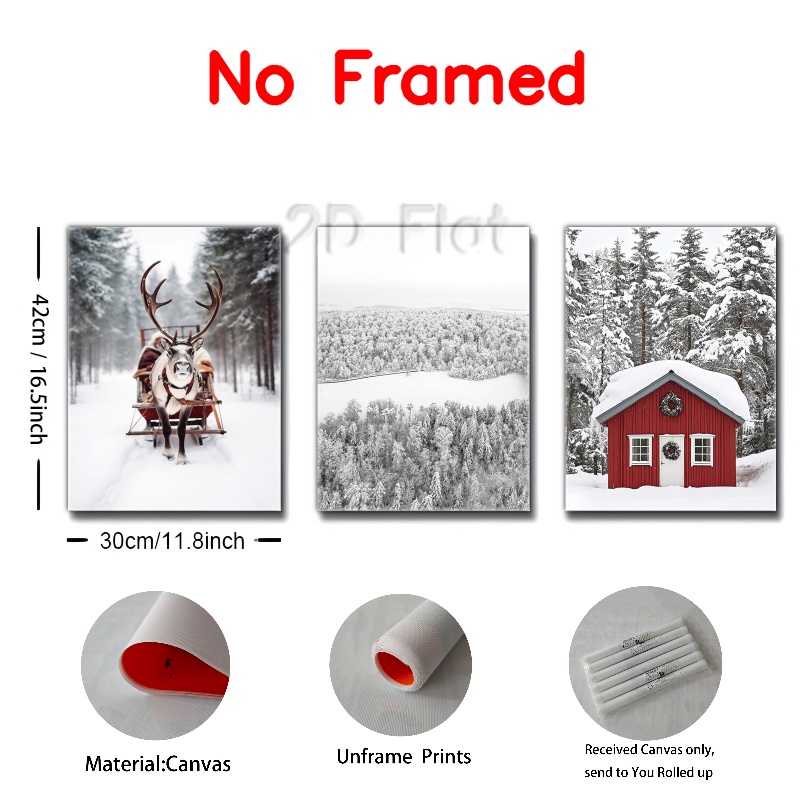 No Framed
2D Flat
42cm / 16.5inch
30cm/11.8inch
Material:Canvas
Unframe Prints
Received Canvas only,
send to You Rolled up